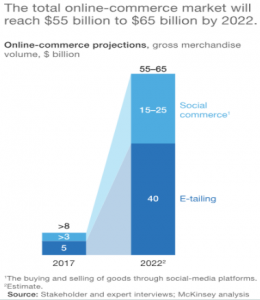 The total online-commerce market will
reach $55 billion to $65 billion by 2022.
Online-commerce projections, gross merchandise
volume, $ billion
55–65
15–25
Social
commerce¹
40
E-tailing
>8
>3
5
2017
2022²
¹The buying and selling of goods through social-media platforms.
²Estimate.
Source: Stakeholder and expert interviews; McKinsey analysis